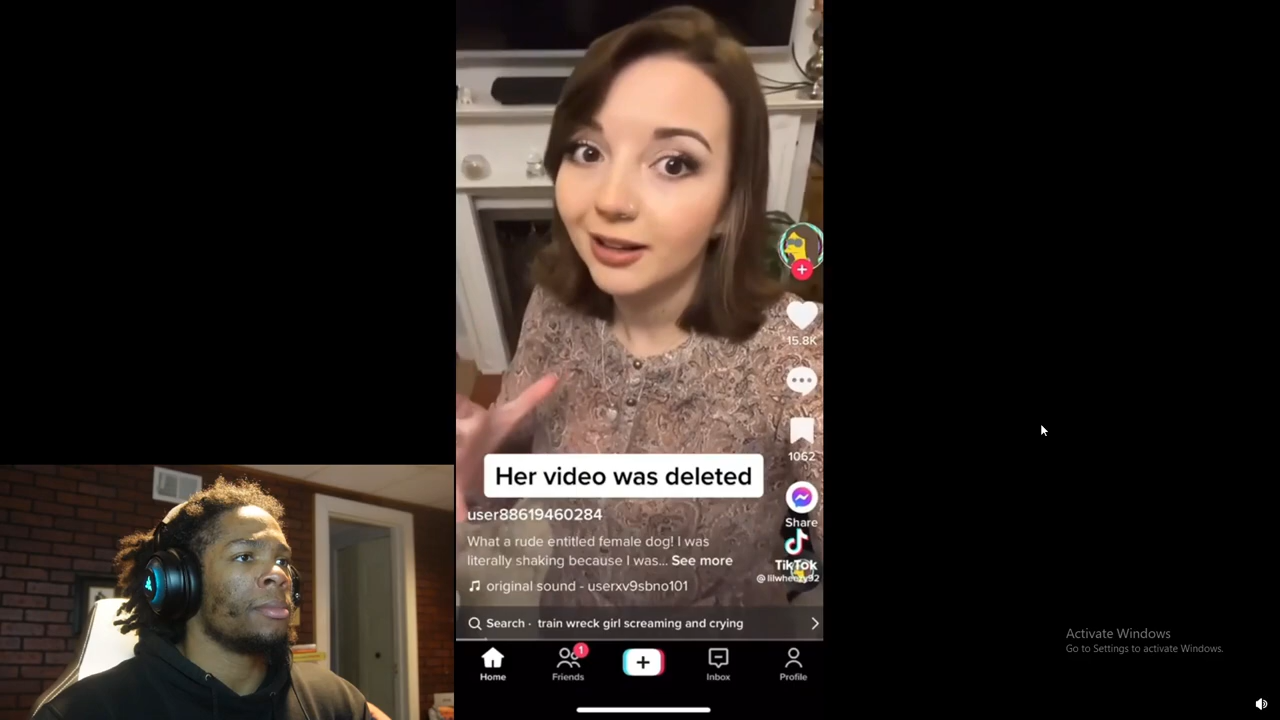 15.8K
Her video was deleted
1062
user88619460284
Share
What a rude entitled female dog! I was
literally shaking because I was... See more
TikTok
@lilwheezy92
original sound - userxv9sbno101
Search · train wreck girl screaming and crying
1
Home
Friends
Inbox
Profile
Activate Windows
Go to Settings to activate Windows.